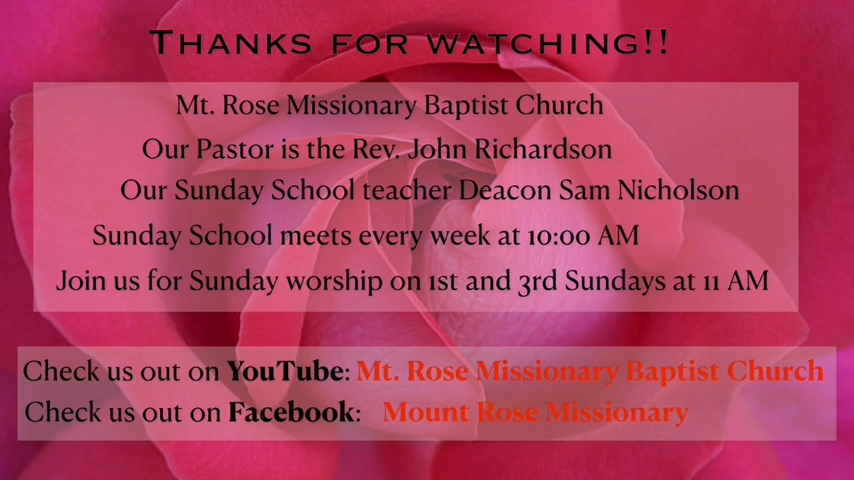 THANKS FOR WATCHING!!
Mt. Rose Missionary Baptist Church
Our Pastor is the Rev. John Richardson
Our Sunday School teacher Deacon Sam Nicholson
Sunday School meets every week at 10:00 AM
Join us for Sunday worship on 1st and 3rd Sundays at 11 AM
Check us out on YouTube: Mt. Rose Missionary Baptist Church
Check us out on Facebook: Mount Rose Missionary